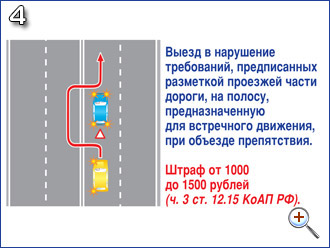 4
Выезд в нарушение
требований, предписанных
разметкой проезжей части
дороги, на полосу,
предназначенную
для встречного движения,
при объезде препятствия.
Штраф от 1000
до 1500 рублей
(ч. 3 ст. 12.15 КоАП РФ).